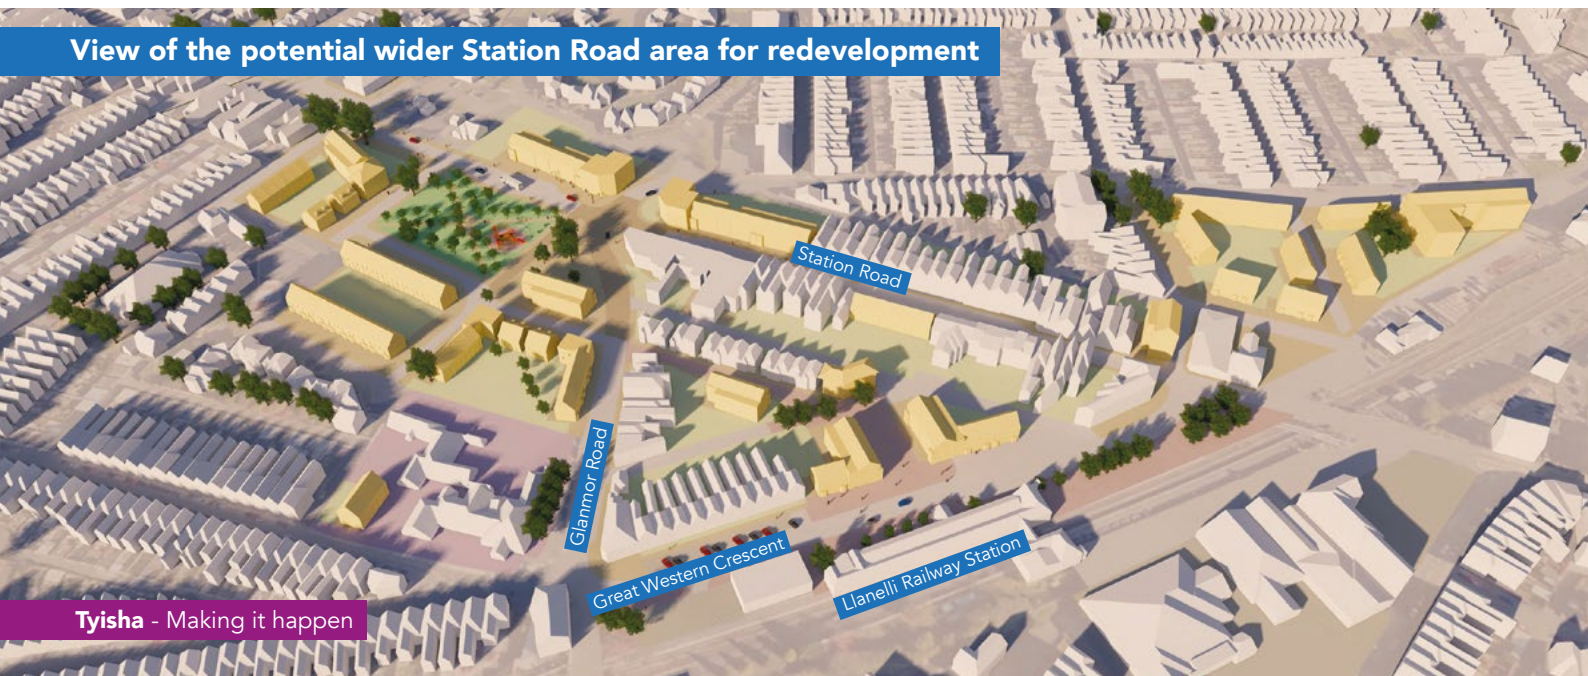 View of the potential wider Station Road area for redevelopment
Station Road
Glanmor Road
Great Western Crescent
Llanelli Railway Station
Tyisha - Making it happen